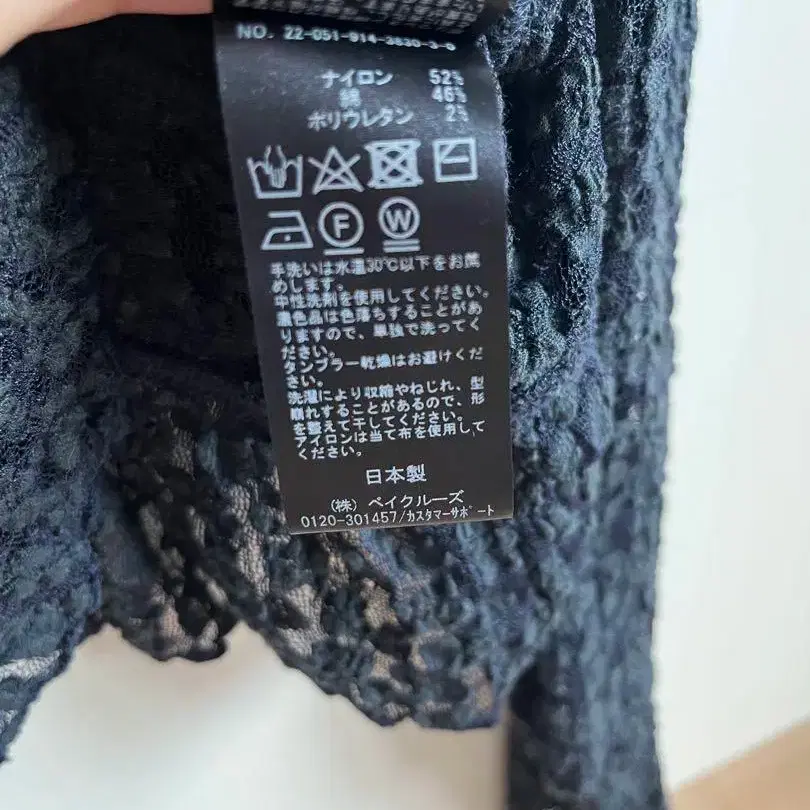 NO. 22-051-914-3630-3-0
ナイロン 52%
綿 46%
ポリウレタン 2%
F W
手洗いは水温30℃以下をお薦
めします。
中性洗剤を使用してください。
濃色品は色落ちすることがあ
りますので、単独で洗ってく
ださい。
タンブラー乾燥はお避けくだ
さい。
洗濯により収縮やねじれ、型
崩れすることがあるので、形
を整えて干してください。
アイロンは当て布を使用して
ください。
日本製
(株) ベイクルーズ
0120-301457/カスタマーサポート